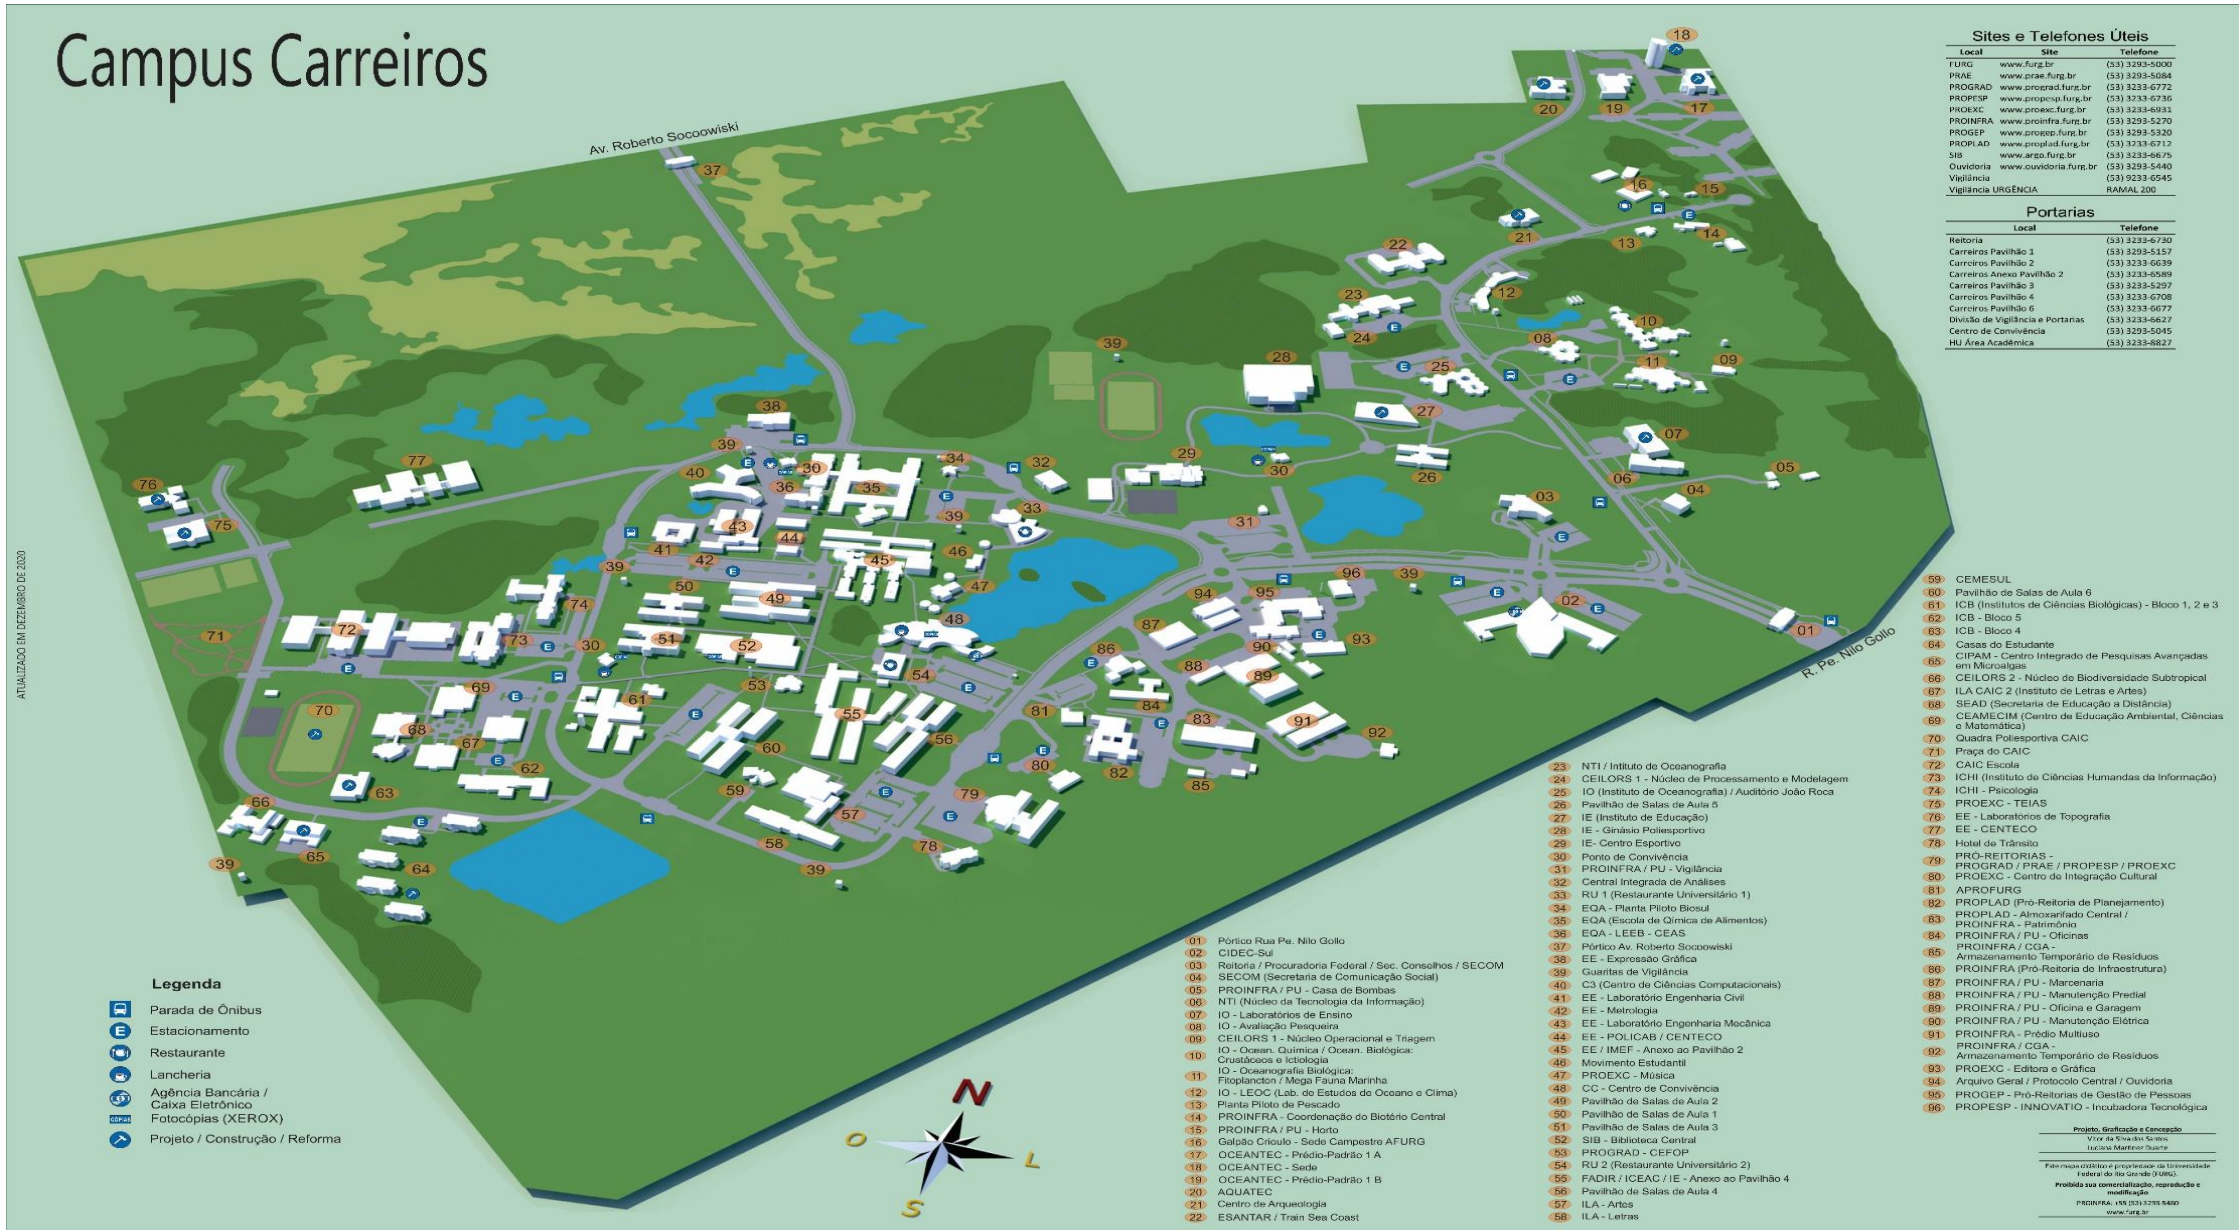 Campus Carreiros
Av. Roberto Socoowiski
R. Pe. Nilo Gollo
ATUALIZADO EM DEZEMBRO DE 2020
Sites e Telefones Úteis
Local Site Telefone
FURG www.furg.br (53) 3293-5000
PRAE www.prae.furg.br (53) 3293-5084
PROGRAD www.prograd.furg.br (53) 3233-6772
PROPESP www.propesp.furg.br (53) 3233-6736
PROEXC www.proexc.furg.br (53) 3233-6931
PROINFRA www.proinfra.furg.br (53) 3293-5270
PROGEP www.progep.furg.br (53) 3293-5320
PROPLAD www.proplad.furg.br (53) 3233-6712
SIB www.argo.furg.br (53) 3233-6675
Ouvidoria www.ouvidoria.furg.br (53) 3293-5440
Vigilância (53) 9233-6545
Vigilância URGÊNCIA RAMAL 200
Portarias
Local Telefone
Reitoria (53) 3233-6730
Carreiros Pavilhão 1 (53) 3293-5157
Carreiros Pavilhão 2 (53) 3233-6639
Carreiros Anexo Pavilhão 2 (53) 3233-6589
Carreiros Pavilhão 3 (53) 3233-5297
Carreiros Pavilhão 4 (53) 3233-6708
Carreiros Pavilhão 6 (53) 3233-6677
Divisão de Vigilância e Portarias (53) 3233-6627
Centro de Convivência (53) 3293-5045
HU Área Acadêmica (53) 3233-8827
Legenda
Parada de Ônibus
E Estacionamento
Restaurante
Lancheria
Agência Bancária /
Caixa Eletrônico
CÓPIAS Fotocópias (XEROX)
Projeto / Construção / Reforma
N
O
L
S
01 Pórtico Rua Pe. Nilo Gollo
02 CIDEC-Sul
03 Reitoria / Procuradoria Federal / Sec. Conselhos / SECOM
04 SECOM (Secretaria de Comunicação Social)
05 PROINFRA / PU - Casa de Bombas
06 NTI (Núcleo da Tecnologia da Informação)
07 IO - Laboratórios de Ensino
08 IO - Avaliação Pesqueira
09 CEILORS 1 - Núcleo Operacional e Triagem
10 IO - Ocean. Química / Ocean. Biológica:
Crustáceos e Ictiologia
11 IO - Oceanografia Biológica:
Fitoplancton / Mega Fauna Marinha
12 IO - LEOC (Lab. de Estudos de Oceano e Clima)
13 Planta Piloto de Pescado
14 PROINFRA - Coordenação do Biotério Central
15 PROINFRA / PU - Horto
16 Galpão Crioulo - Sede Campestre AFURG
17 OCEANTEC - Prédio-Padrão 1 A
18 OCEANTEC - Sede
19 OCEANTEC - Prédio-Padrão 1 B
20 AQUATEC
21 Centro de Arqueologia
22 ESANTAR / Train Sea Coast
23 NTI / Intituto de Oceanografia
24 CEILORS 1 - Núcleo de Processamento e Modelagem
25 IO (Instituto de Oceanografia) / Auditório João Roca
26 Pavilhão de Salas de Aula 5
27 IE (Instituto de Educação)
28 IE - Ginásio Poliesportivo
29 IE- Centro Esportivo
30 Ponto de Convivência
31 PROINFRA / PU - Vigilância
32 Central Integrada de Análises
33 RU 1 (Restaurante Universitário 1)
34 EQA - Planta Piloto Biosul
35 EQA (Escola de Qímica de Alimentos)
36 EQA - LEEB - CEAS
37 Pórtico Av. Roberto Socoowiski
38 EE - Expressão Gráfica
39 Guaritas de Vigilância
40 C3 (Centro de Ciências Computacionais)
41 EE - Laboratório Engenharia Civil
42 EE - Metrologia
43 EE - Laboratório Engenharia Mecânica
44 EE - POLICAB / CENTECO
45 EE / IMEF - Anexo ao Pavilhão 2
46 Movimento Estudantil
47 PROEXC - Música
48 CC - Centro de Convivência
49 Pavilhão de Salas de Aula 2
50 Pavilhão de Salas de Aula 1
51 Pavilhão de Salas de Aula 3
52 SIB - Biblioteca Central
53 PROGRAD - CEFOP
54 RU 2 (Restaurante Universitário 2)
55 FADIR / ICEAC / IE - Anexo ao Pavilhão 4
56 Pavilhão de Salas de Aula 4
57 ILA - Artes
58 ILA - Letras
59 CEMESUL
60 Pavilhão de Salas de Aula 6
61 ICB (Institutos de Ciências Biológicas) - Bloco 1, 2 e 3
62 ICB - Bloco 5
63 ICB - Bloco 4
64 Casas do Estudante
65 CIPAM - Centro Integrado de Pesquisas Avançadas
em Microalgas
66 CEILORS 2 - Núcleo de Biodiversidade Subtropical
67 ILA CAIC 2 (Instituto de Letras e Artes)
68 SEAD (Secretaria de Educação a Distância)
69 CEAMECIM (Centro de Educação Ambiental, Ciências
e Matemática)
70 Quadra Poliesportiva CAIC
71 Praça do CAIC
72 CAIC Escola
73 ICHI (Instituto de Ciências Humandas da Informação)
74 ICHI - Psicologia
75 PROEXC - TEIAS
76 EE - Laboratórios de Topografia
77 EE - CENTECO
78 Hotel de Trânsito
79 PRÓ-REITORIAS -
PROGRAD / PRAE / PROPESP / PROEXC
80 PROEXC - Centro de Integração Cultural
81 APROFURG
82 PROPLAD (Pró-Reitoria de Planejamento)
83 PROPLAD - Almoxarifado Central /
PROINFRA - Patrimônio
84 PROINFRA / PU - Oficinas
85 PROINFRA / CGA -
Armazenamento Temporário de Resíduos
86 PROINFRA (Pró-Reitoria de Infraestrutura)
87 PROINFRA / PU - Marcenaria
88 PROINFRA / PU - Manutenção Predial
89 PROINFRA / PU - Oficina e Garagem
90 PROINFRA / PU - Manutenção Elétrica
91 PROINFRA - Prédio Multiuso
92 PROINFRA / CGA -
Armazenamento Temporário de Resíduos
93 PROEXC - Editora e Gráfica
94 Arquivo Geral / Protocolo Central / Ouvidoria
95 PROGEP - Pró-Reitorias de Gestão de Pessoas
96 PROPESP - INNOVATIO - Incubadora Tecnológica
Projeto, Graficação e Concepção
Vitor da Silva dos Santos
Luciana Martinez Duarte
Este mapa didático é propriedade da Universidade
Federal do Rio Grande (FURG).
Proibida sua comercialização, reprodução e
modificação
PROINFRA: +55 (53) 3293-5480
www.furg.br